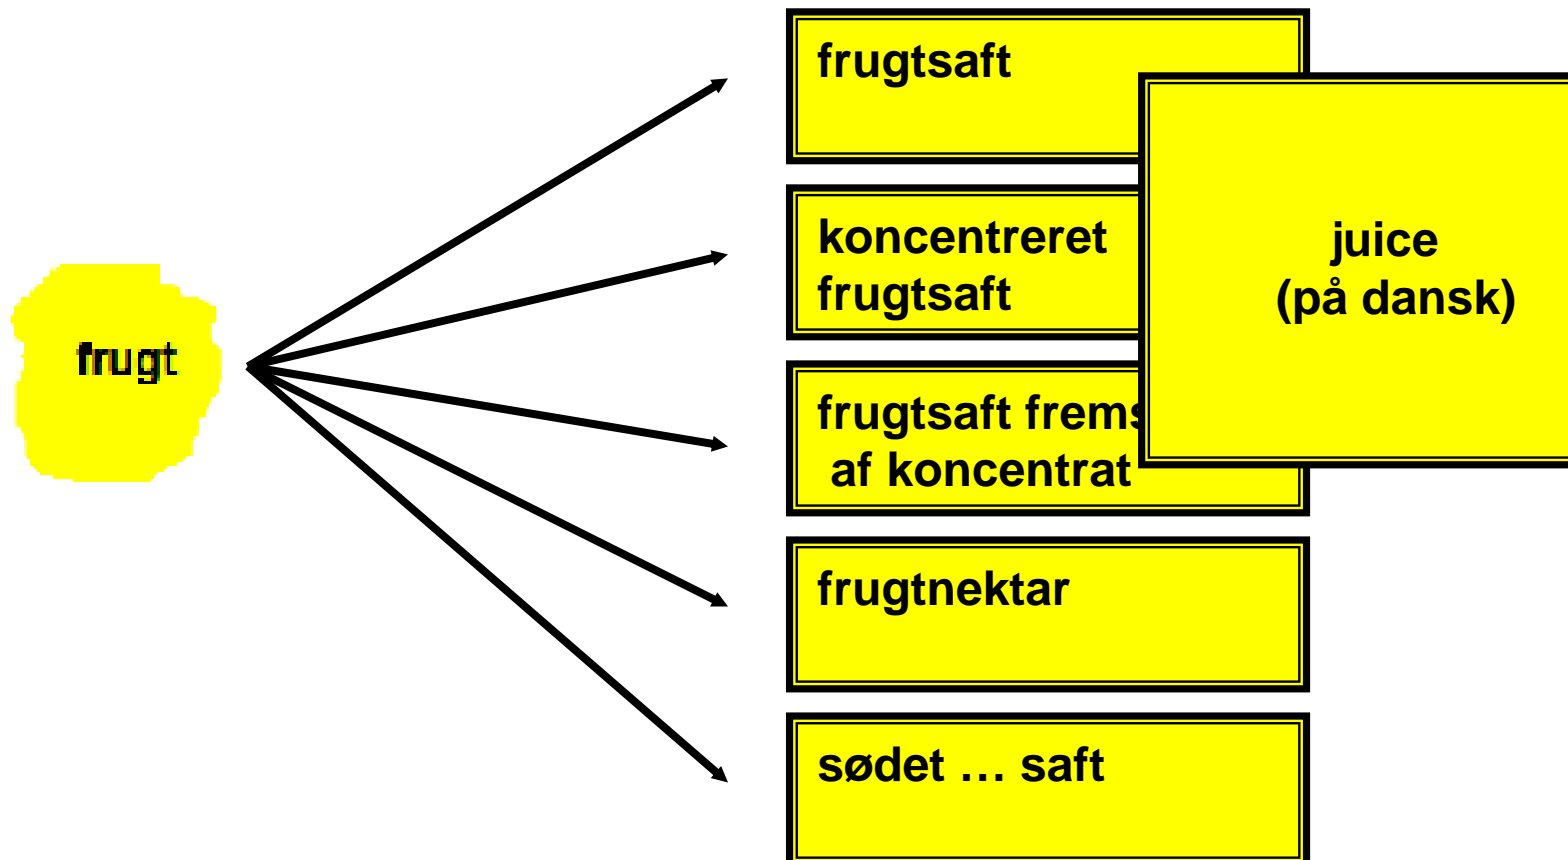 frugt
frugtsaft
koncentreret
frugtsaft
frugtsaft frems
af koncentrat
frugtnektar
sødet … saft
juice
(på dansk)